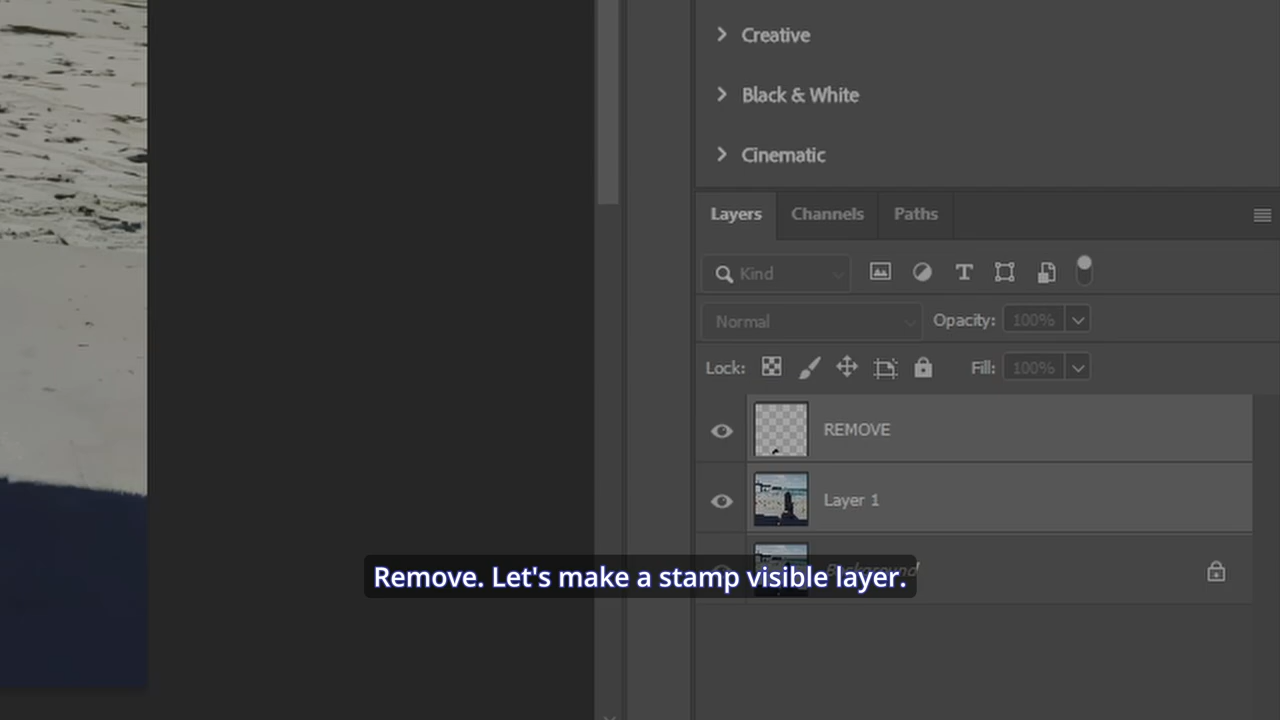 Creative
Black & White
Cinematic
Layers Channels Paths
Kind
Normal Opacity: 100%
Lock: Fill: 100%
REMOVE
Layer 1
Background
Remove. Let's make a stamp visible layer.